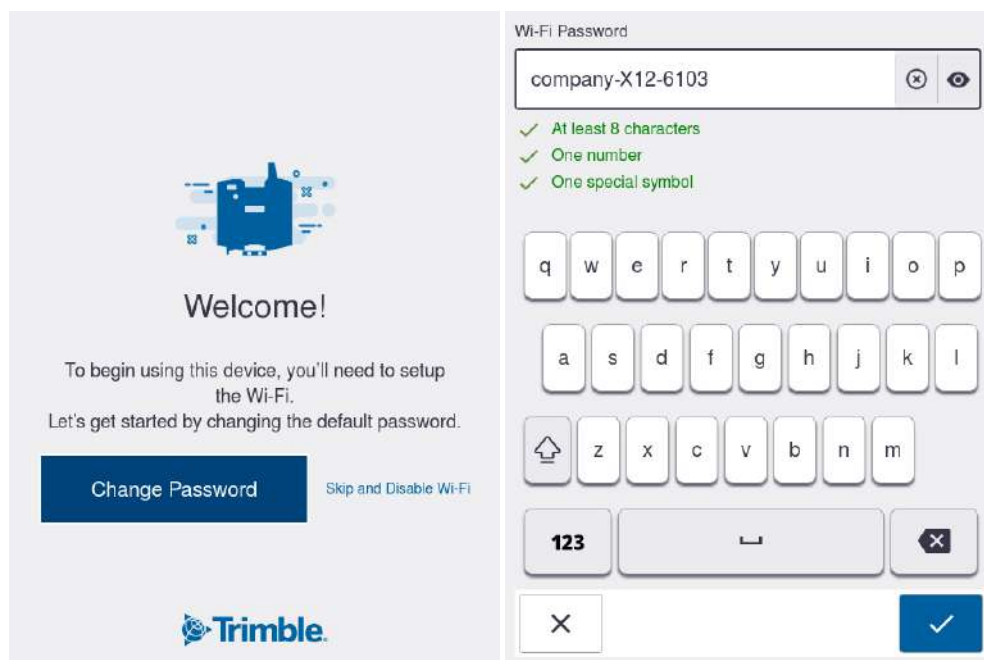 Welcome!
To begin using this device, you'll need to setup
the Wi-Fi.
Let's get started by changing the default password.
Change Password
Skip and Disable Wi-Fi
Trimble.
Wi-Fi Password
company-X12-6103
At least 8 characters
One number
One special symbol
q w e r t y u i o p
a s d f g h j k l
z x c v b n m
123